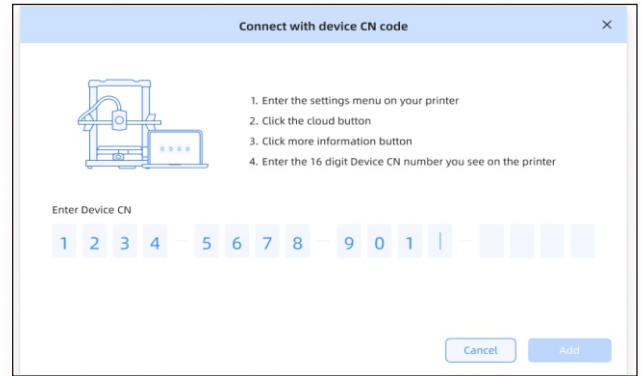 Connect with device CN code
1. Enter the settings menu on your printer
2. Click the cloud button
3. Click more information button
4. Enter the 16 digit Device CN number you see on the printer
Enter Device CN
1 2 3 4 - 5 6 7 8 - 9 0 1 -
Cancel Add